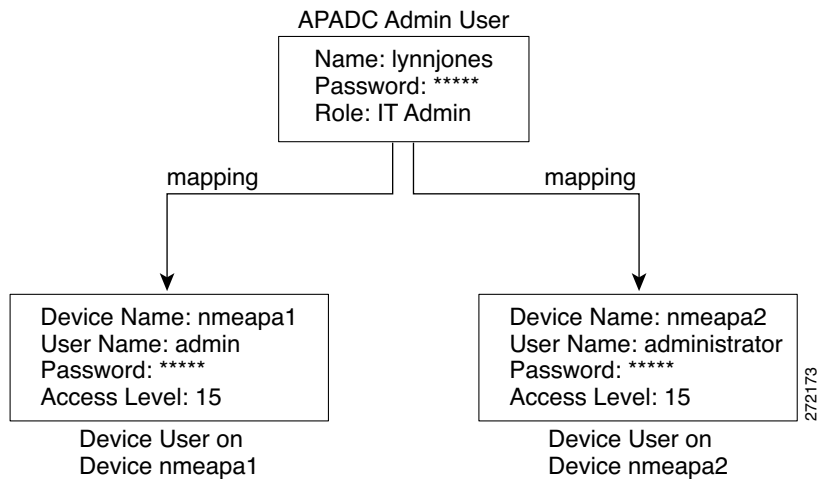 APADC Admin User
Name: lynnjones
Password: *****
Role: IT Admin
mapping
mapping
Device Name: nmeapa1
User Name: admin
Password: *****
Access Level: 15
Device User on
Device nmeapa1
Device Name: nmeapa2
User Name: administrator
Password: *****
Access Level: 15
Device User on
Device nmeapa2
272173